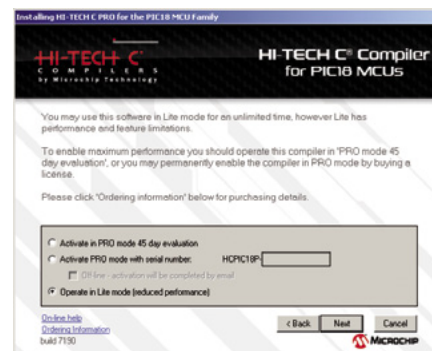 Installing HI-TECH C PRO for the PIC18 MCU Family
HI-TECH C
COMPILERS
by Microchip Technology
HI-TECH C® Compiler
for PIC18 MCUs
You may use this software in Lite mode for an unlimited time, however Lite has
performance and feature limitations.
To enable maximum performance you should operate this compiler in 'PRO mode 45
day evaluation', or you may permanently enable the compiler in PRO mode by buying a
license.
Please click 'Ordering information' below for purchasing details.
Activate in PRO mode 45 day evaluation
Activate PRO mode with serial number: HCPIC18P-
Off-line - activation will be completed by email
Operate in Lite mode (reduced performance)
On-line help
Ordering Information
build 7130
< Back Next Cancel
MICROCHIP